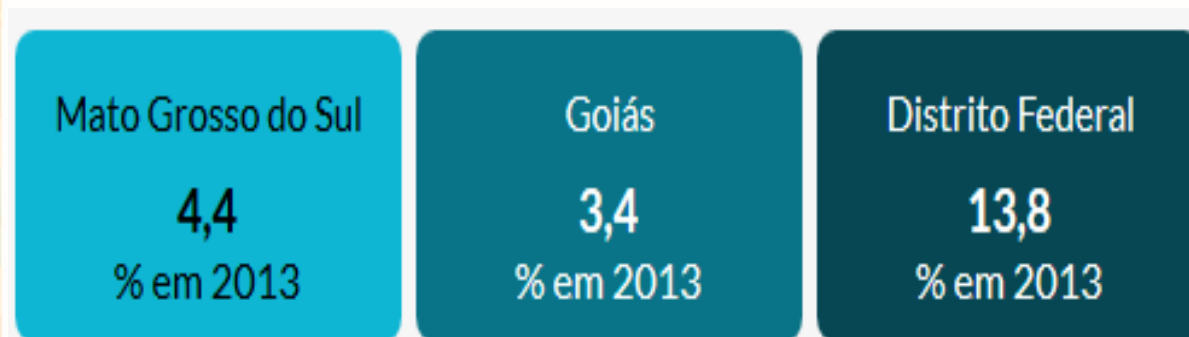 Mato Grosso do Sul
4,4
% em 2013
Goiás
3,4
% em 2013
Distrito Federal
13,8
% em 2013